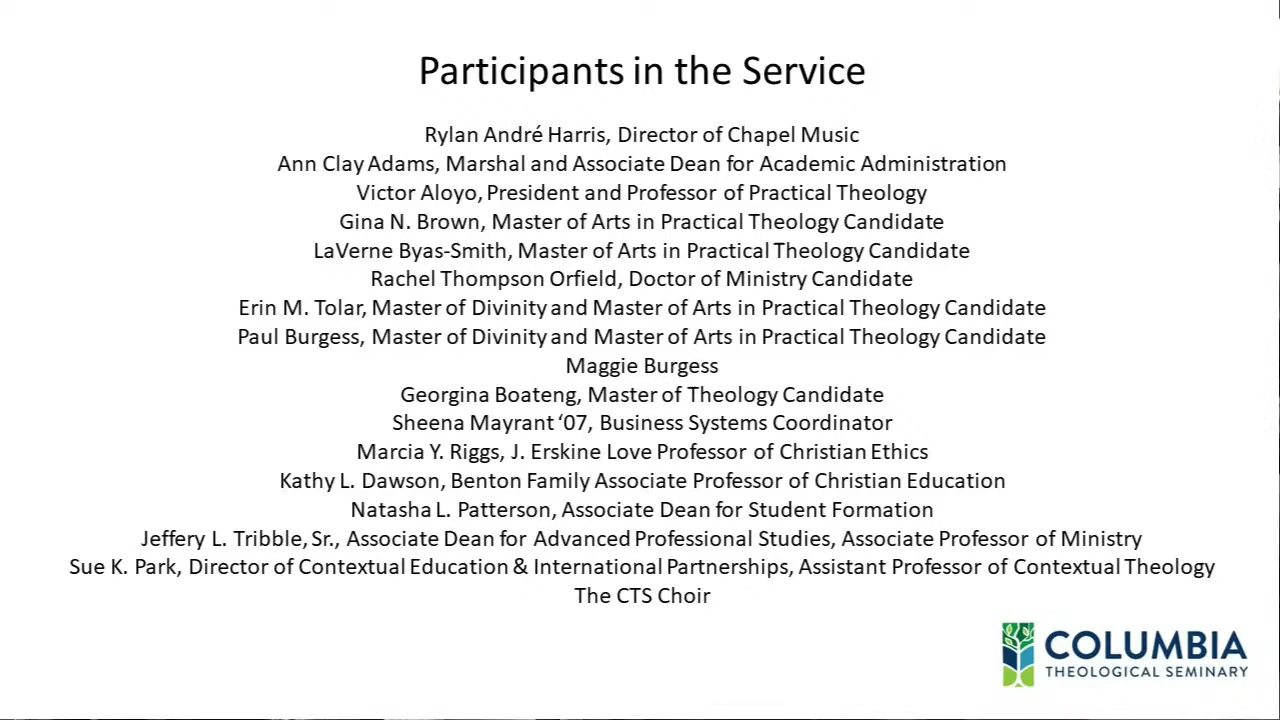 Participants in the Service
Rylan André Harris, Director of Chapel Music
Ann Clay Adams, Marshal and Associate Dean for Academic Administration
Victor Aloyo, President and Professor of Practical Theology
Gina N. Brown, Master of Arts in Practical Theology Candidate
LaVerne Byas-Smith, Master of Arts in Practical Theology Candidate
Rachel Thompson Orfield, Doctor of Ministry Candidate
Erin M. Tolar, Master of Divinity and Master of Arts in Practical Theology Candidate
Paul Burgess, Master of Divinity and Master of Arts in Practical Theology Candidate
Maggie Burgess
Georgina Boateng, Master of Theology Candidate
Sheena Mayrant ‘07, Business Systems Coordinator
Marcia Y. Riggs, J. Erskine Love Professor of Christian Ethics
Kathy L. Dawson, Benton Family Associate Professor of Christian Education
Natasha L. Patterson, Associate Dean for Student Formation
Jeffery L. Tribble, Sr., Associate Dean for Advanced Professional Studies, Associate Professor of Ministry
Sue K. Park, Director of Contextual Education & International Partnerships, Assistant Professor of Contextual Theology
The CTS Choir
COLUMBIA
THEOLOGICAL SEMINARY